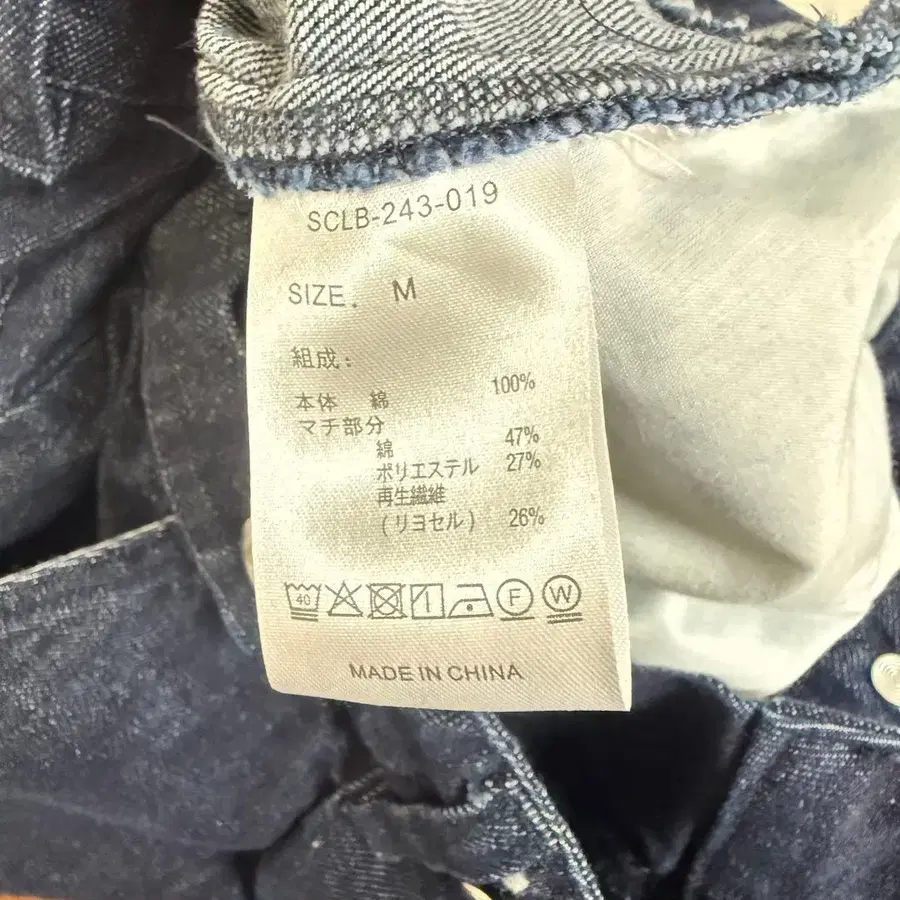 SCLB-243-019
SIZE. M
組成:
本体 綿 100%
マチ部分
綿 47%
ポリエステル 27%
再生繊維
(リヨセル) 26%
40 F W
MADE IN CHINA